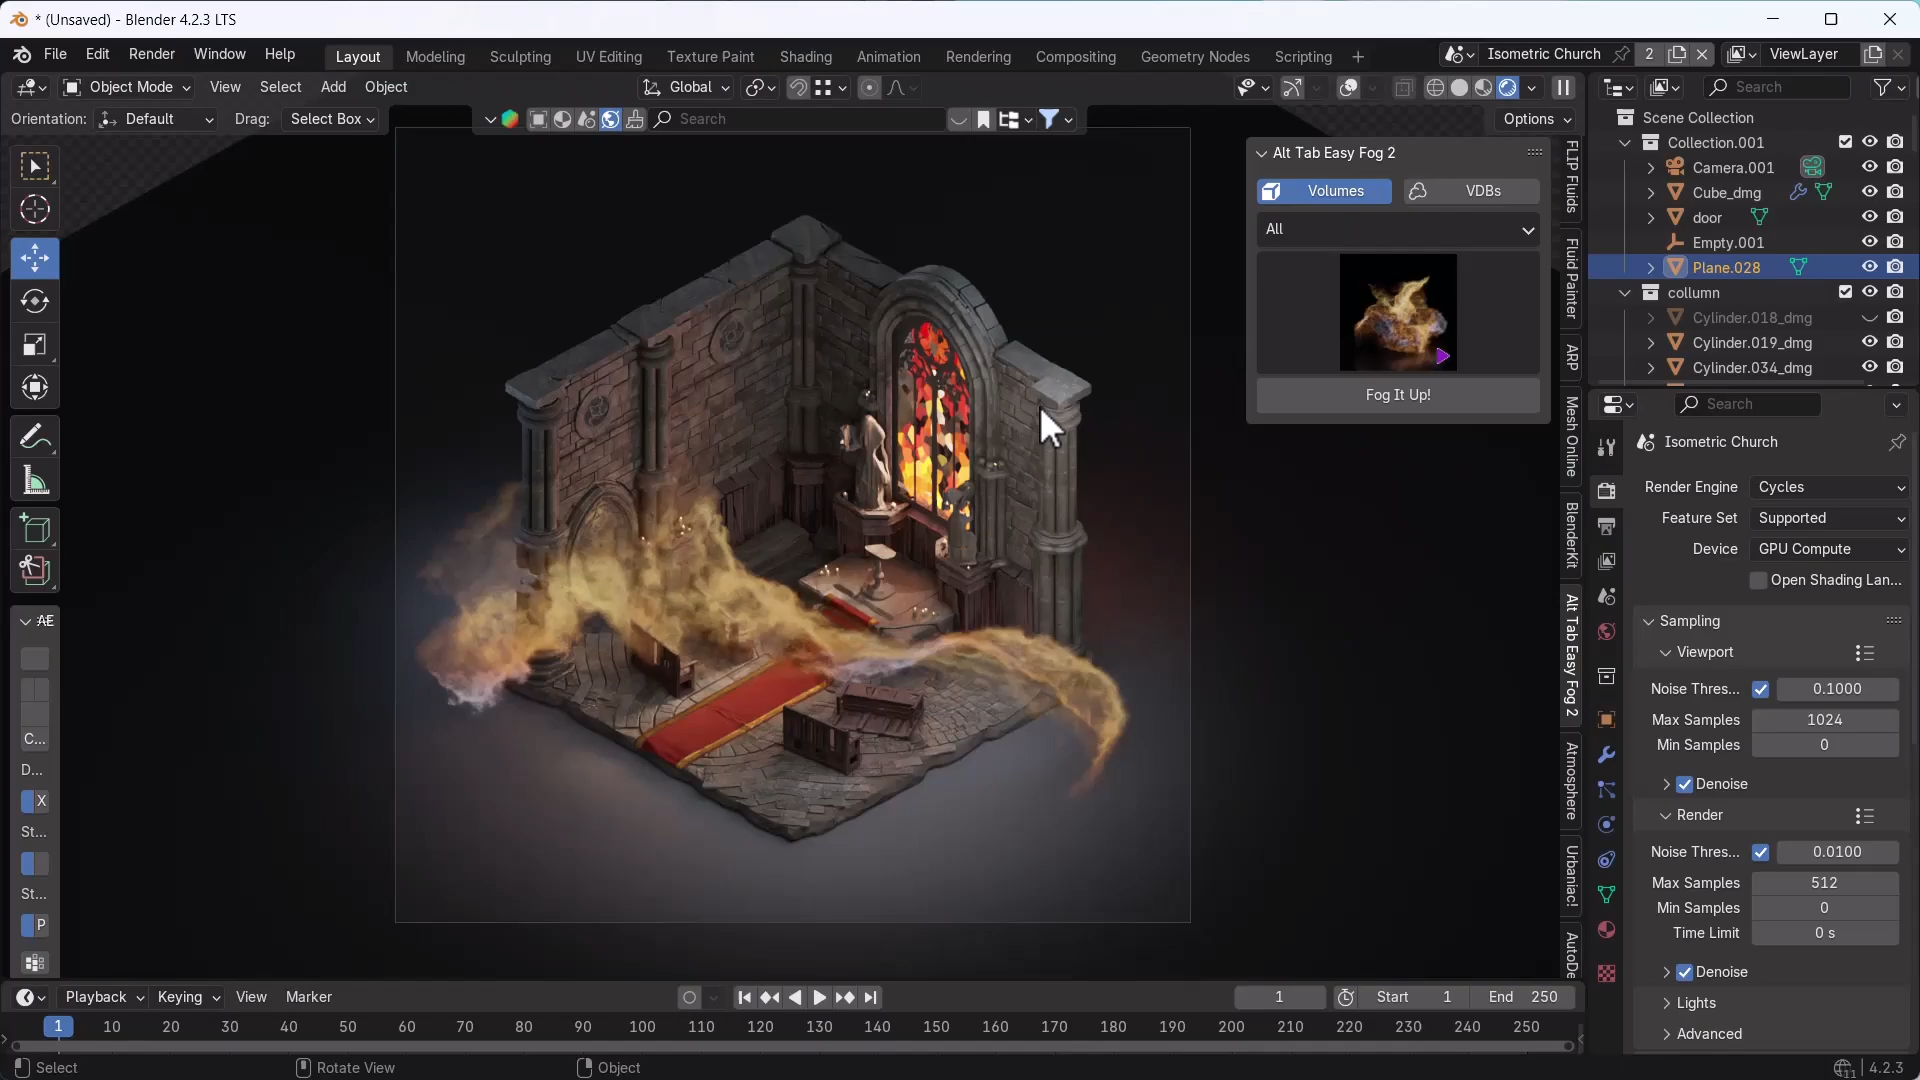 * (Unsaved) - Blender 4.2.3 LTS
File Edit Render Window Help
Layout Modeling Sculpting UV Editing Texture Paint Shading Animation Rendering Compositing Geometry Nodes Scripting
Isometric Church 2
ViewLayer
Object Mode View Select Add Object
Global
Search
Orientation: Default Drag: Select Box
Search
Options
Alt Tab Easy Fog 2
Volumes
VDBs
All
Fog It Up!
FLIP Fluids
Fluid Painter
ARP
Mesh Online
BlenderKit
Alt Tab Easy Fog 2
Atmosphere
Urbaniac!
AutoDe
Scene Collection
Collection.001
Camera.001
Cube_dmg
door
Empty.001
Plane.028
collumn
Cylinder.018_dmg
Cylinder.019_dmg
Cylinder.034_dmg
Search
Isometric Church
Render Engine Cycles
Feature Set Supported
Device GPU Compute
Open Shading Lan...
Sampling
Viewport
Noise Thres... 0.1000
Max Samples 1024
Min Samples 0
Denoise
Render
Noise Thres... 0.0100
Max Samples 512
Min Samples 0
Time Limit 0 s
Denoise
Lights
Advanced
AE
C...
D...
X
St...
St...
P
Playback Keying View Marker
1
Start 1 End 250
1 10 20 30 40 50 60 70 80 90 100 110 120 130 140 150 160 170 180 190 200 210 220 230 240 250
Select
Rotate View
Object
11
4.2.3